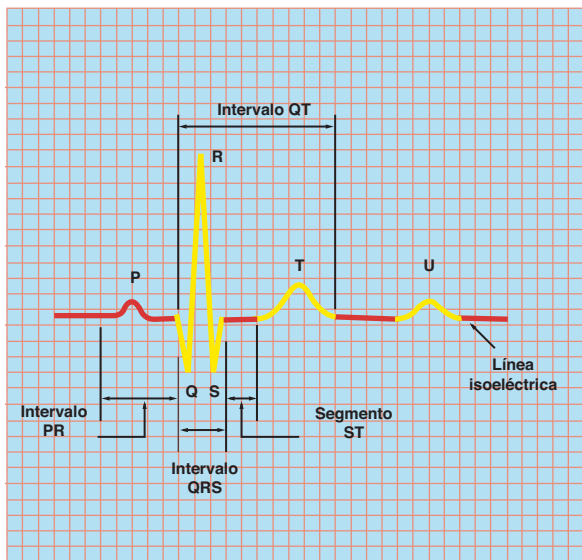 Intervalo QT
R
P
T
U
Línea
isoeléctrica
Q
S
Intervalo
PR
Segmento
ST
Intervalo
QRS